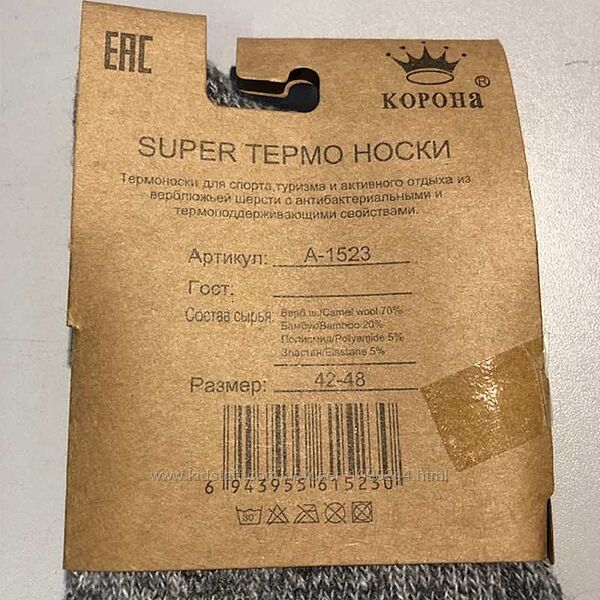 EAC
КОРОНа ®
SUPER ТЕРМО НОСКИ
Термоноски для спорта,туризма и активного отдыха из
верблюжьей шерсти с антибактериальными и
термоподдерживающими свойствами.
Артикул: А-1523
Гост:
Состав сырья: /Camel wool 70%
Бамбук/Bamboo 20%
Полиамид/Polyamide 5%
Эластан/Elastane 5%
Размер: 42-48
6 943955 615230
30